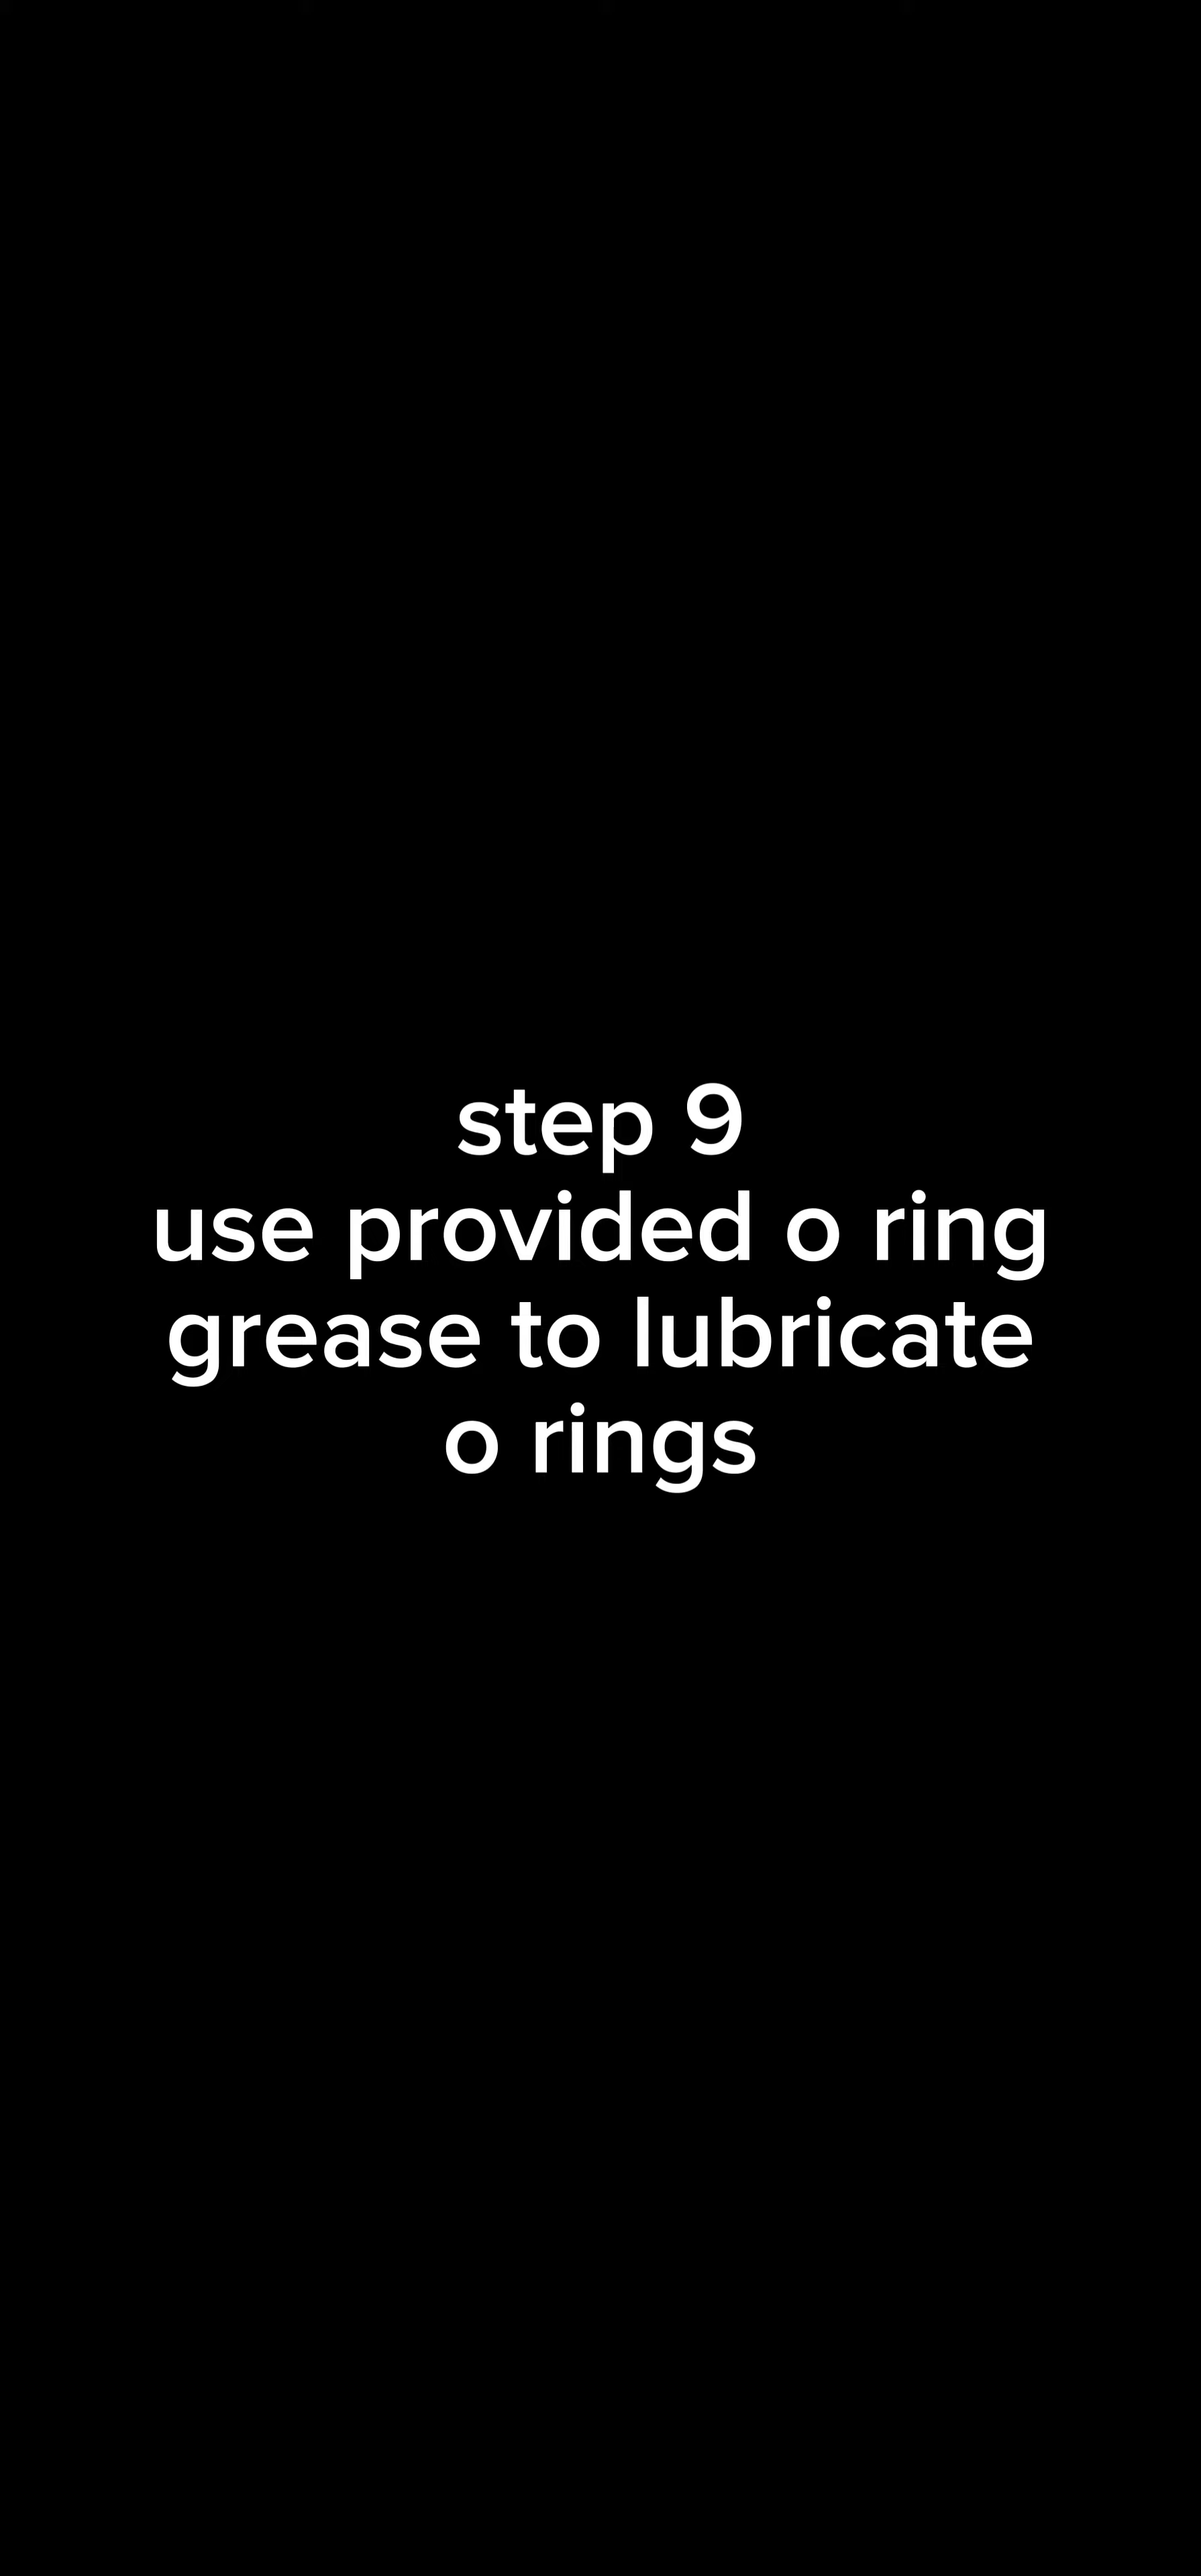 step 9
use provided o ring
grease to lubricate
o rings